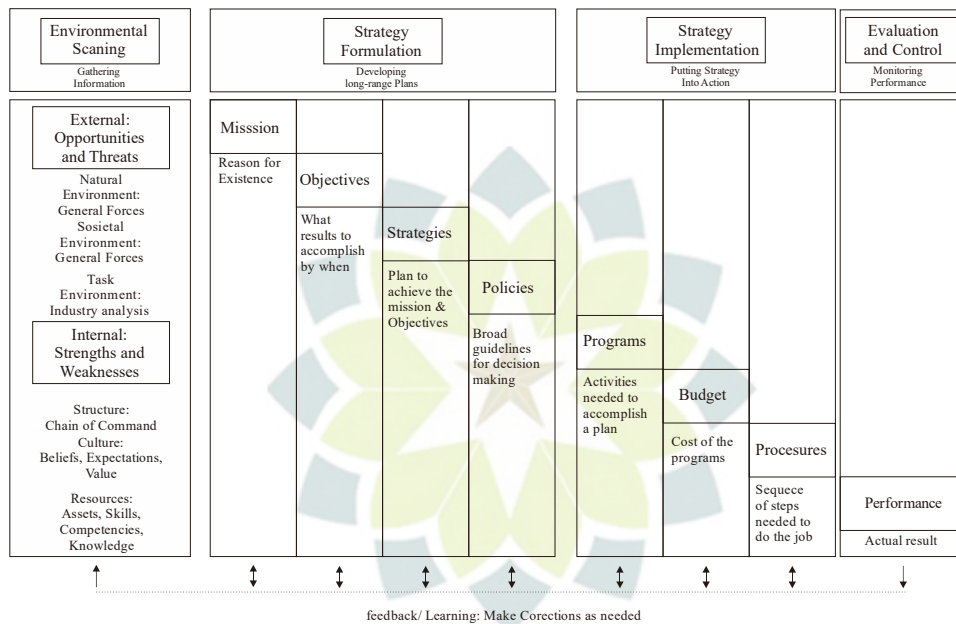 Environmental
Scaning
Gathering
Information
Strategy
Formulation
Developing
long-range Plans
Strategy
Implementation
Putting Strategy
Into Action
Evaluation
and Control
Monitoring
Performance
External:
Opportunities
and Threats
Natural
Environment:
General Forces
Sosietal
Environment:
General Forces
Task
Environment:
Industry analysis
Internal:
Strengths and
Weaknesses
Structure:
Chain of Command
Culture:
Beliefs, Expectations,
Value
Resources:
Assets, Skills,
Competencies,
Knowledge
Misssion
Reason for
Existence
Objectives
What
results to
accomplish
by when
Strategies
Plan to
achieve the
mission &
Objectives
Policies
Broad
guidelines
for decision
making
Programs
Activities
needed to
accomplish
a plan
Budget
Cost of the
programs
Procesures
Sequece
of steps
needed to
do the job
Performance
Actual result
feedback/ Learning: Make Corections as needed